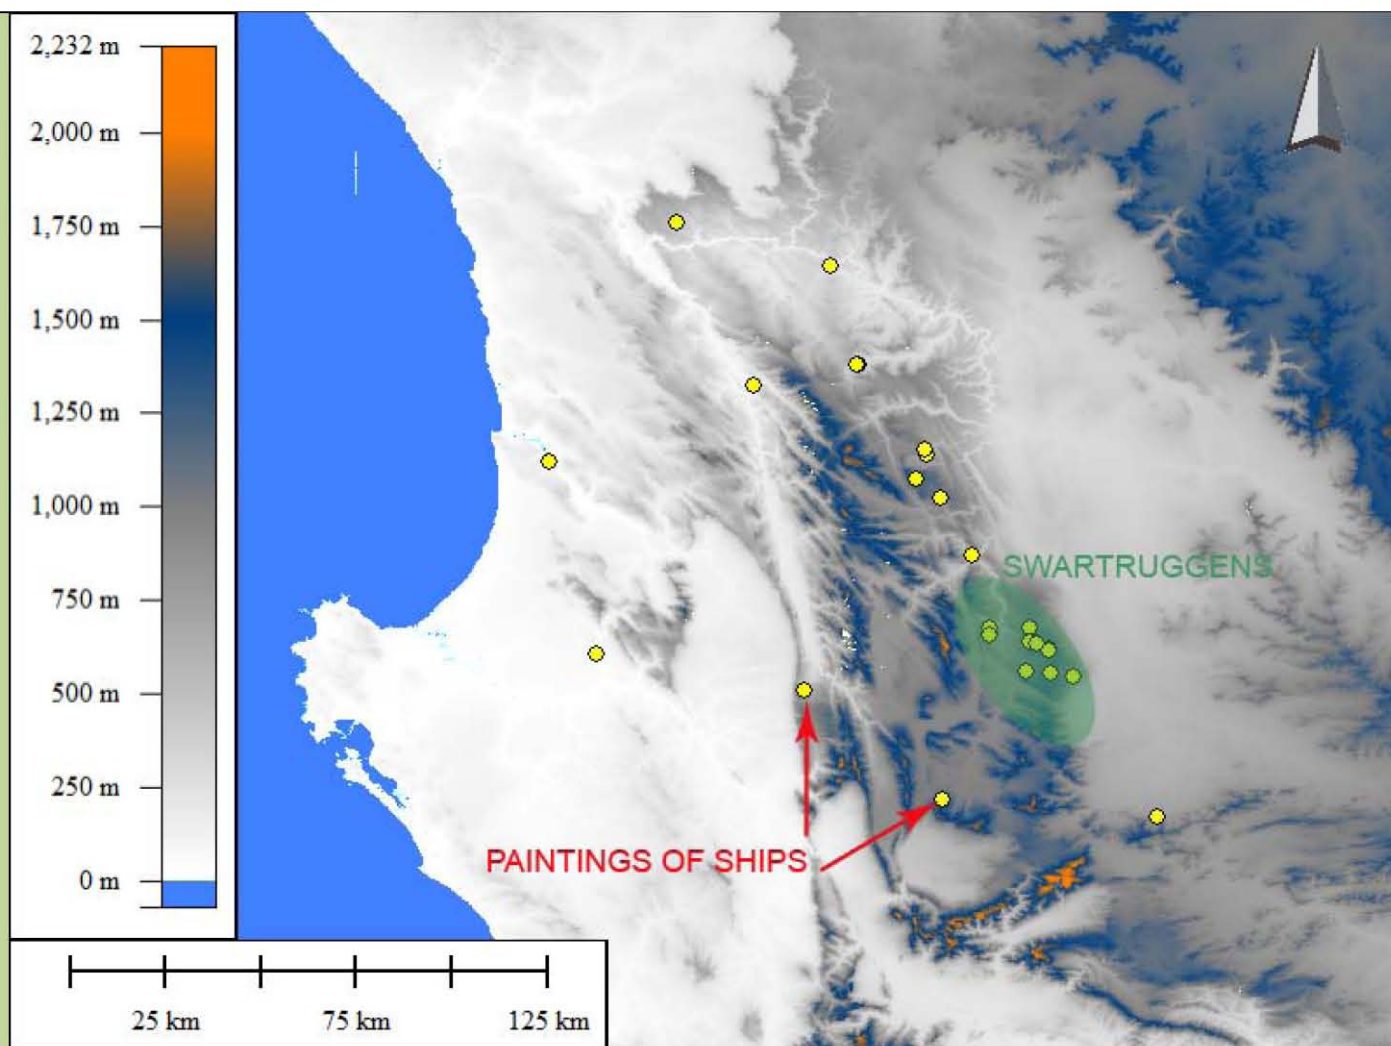 2,232 m
2,000 m
1,750 m
1,500 m
1,250 m
1,000 m
750 m
500 m
250 m
0 m
SWARTRUGGENS
PAINTINGS OF SHIPS
25 km 75 km 125 km